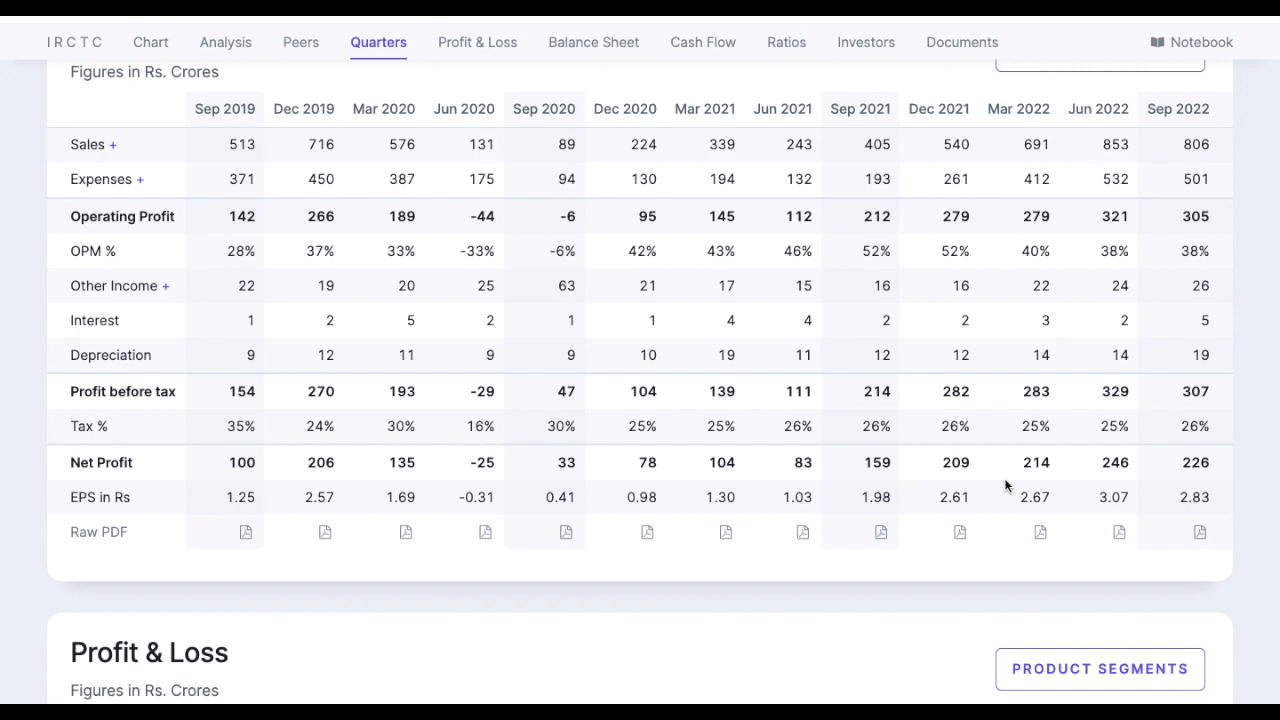 I R C T C Chart Analysis Peers Quarters Profit & Loss Balance Sheet Cash Flow Ratios Investors Documents Notebook
Figures in Rs. Crores
Sep 2019 Dec 2019 Mar 2020 Jun 2020 Sep 2020 Dec 2020 Mar 2021 Jun 2021 Sep 2021 Dec 2021 Mar 2022 Jun 2022 Sep 2022
Sales + 513 716 576 131 89 224 339 243 405 540 691 853 806
Expenses + 371 450 387 175 94 130 194 132 193 261 412 532 501
Operating Profit 142 266 189 -44 -6 95 145 112 212 279 279 321 305
OPM % 28% 37% 33% -33% -6% 42% 43% 46% 52% 52% 40% 38% 38%
Other Income + 22 19 20 25 63 21 17 15 16 16 22 24 26
Interest 1 2 5 2 1 1 4 4 2 2 3 2 5
Depreciation 9 12 11 9 9 10 19 11 12 12 14 14 19
Profit before tax 154 270 193 -29 47 104 139 111 214 282 283 329 307
Tax % 35% 24% 30% 16% 30% 25% 25% 26% 26% 26% 25% 25% 26%
Net Profit 100 206 135 -25 33 78 104 83 159 209 214 246 226
EPS in Rs 1.25 2.57 1.69 -0.31 0.41 0.98 1.30 1.03 1.98 2.61 2.67 3.07 2.83
Raw PDF
Profit & Loss
PRODUCT SEGMENTS
Figures in Rs. Crores